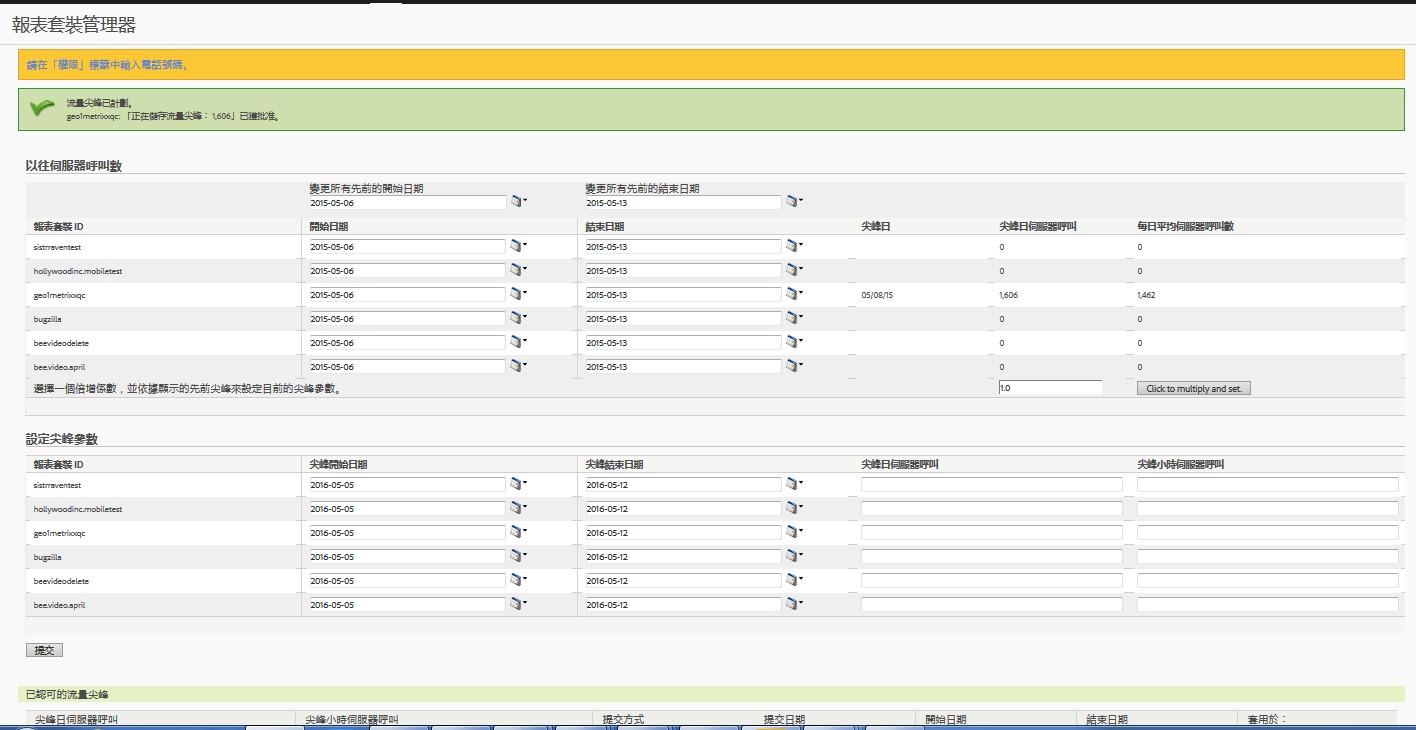 報表套裝管理器
請在「權限」標籤中輸入電話號碼。
流量尖峰已計劃。
geo1metrixxqc: 「正在儲存流量尖峰：1,606」已獲批准。
以往伺服器呼叫數
變更所有先前的開始日期 變更所有先前的結束日期
2015-05-06 2015-05-13
報表套裝 ID 開始日期 結束日期 尖峰日 尖峰日伺服器呼叫 每日平均伺服器呼叫數
sistrraventest 2015-05-06 2015-05-13 0 0
hollywoodinc.mobiletest 2015-05-06 2015-05-13 0 0
geo1metrixxqc 2015-05-06 2015-05-13 05/08/15 1,606 1,462
bugzilla 2015-05-06 2015-05-13 0 0
beevideodelete 2015-05-06 2015-05-13 0 0
bee.video.april 2015-05-06 2015-05-13 0 0
選擇一個倍增係數，並依據顯示的先前尖峰來設定目前的尖峰參數。 1.0 Click to multiply and set.
設定尖峰參數
報表套裝 ID 尖峰開始日期 尖峰結束日期 尖峰日伺服器呼叫 尖峰小時伺服器呼叫
sistrraventest 2016-05-05 2016-05-12
hollywoodinc.mobiletest 2016-05-05 2016-05-12
geo1metrixxqc 2016-05-05 2016-05-12
bugzilla 2016-05-05 2016-05-12
beevideodelete 2016-05-05 2016-05-12
bee.video.april 2016-05-05 2016-05-12
提交
已認可的流量尖峰
尖峰日伺服器呼叫 尖峰小時伺服器呼叫 提交方式 提交日期 開始日期 結束日期 套用於：